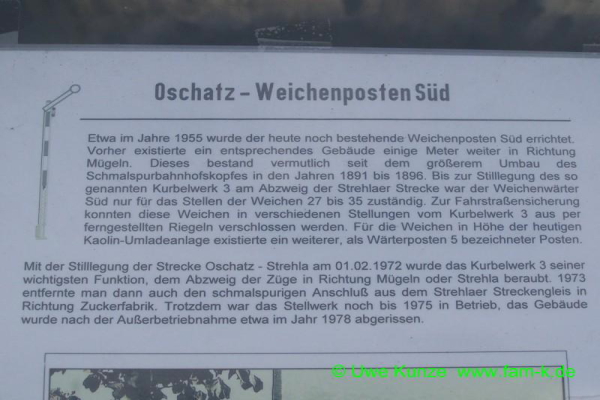 Oschatz - Weichenposten Süd
Etwa im Jahre 1955 wurde der heute noch bestehende Weichenposten Süd errichtet.
Vorher existierte ein entsprechendes Gebäude einige Meter weiter in Richtung
Mügeln. Dieses bestand vermutlich seit dem größerem Umbau des
Schmalspurbahnhofskopfes in den Jahren 1891 bis 1896. Bis zur Stilllegung des so
genannten Kurbelwerk 3 am Abzweig der Strehlaer Strecke war der Weichenwärter
Süd nur für das Stellen der Weichen 27 bis 35 zuständig. Zur Fahrstraßensicherung
konnten diese Weichen in verschiedenen Stellungen vom Kurbelwerk 3 aus per
ferngestellten Riegeln verschlossen werden. Für die Weichen in Höhe der heutigen
Kaolin-Umladeanlage existierte ein weiterer, als Wärterposten 5 bezeichneter Posten.
Mit der Stilllegung der Strecke Oschatz - Strehla am 01.02.1972 wurde das Kurbelwerk 3 seiner
wichtigsten Funktion, dem Abzweig der Züge in Richtung Mügeln oder Strehla beraubt. 1973
entfernte man dann auch den schmalspurigen Anschluß aus dem Strehlaer Streckengleis in
Richtung Zuckerfabrik. Trotzdem war das Stellwerk noch bis 1975 in Betrieb, das Gebäude
wurde nach der Außerbetriebnahme etwa im Jahr 1978 abgerissen.
© Uwe Kunze www.fam-k.de